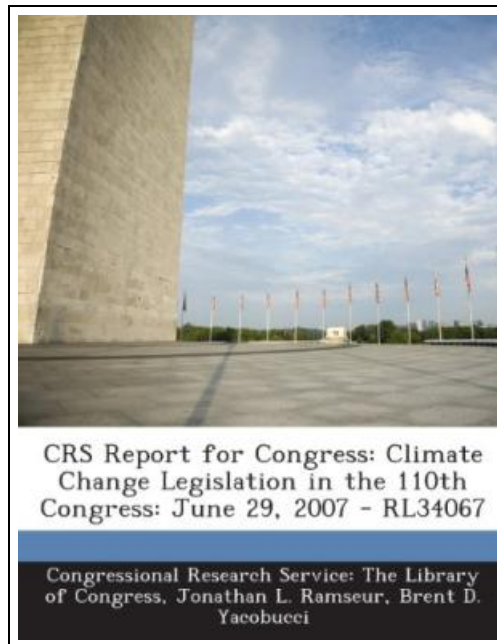 CRS Report for Congress: Climate
Change Legislation in the 110th
Congress: June 29, 2007 - RL34067
Congressional Research Service: The Library
of Congress, Jonathan L. Ramseur, Brent D.
Yacobucci